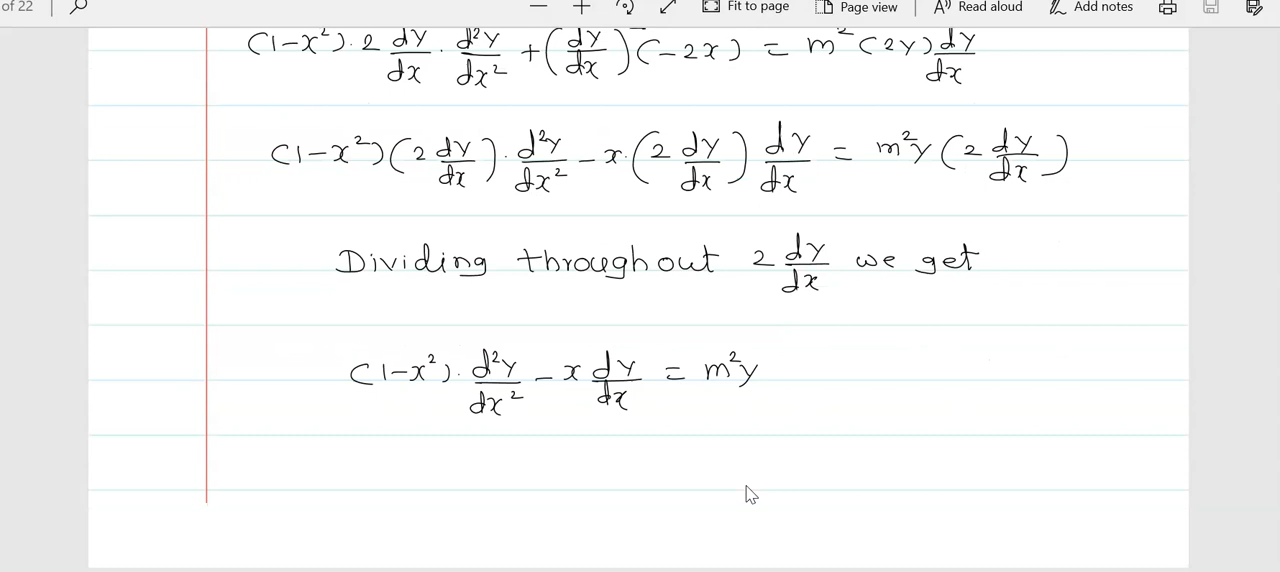 of 22 Fit to page Page view Read aloud Add notes
(1-x²).2 dy/dx . d²y/dx² + (dy/dx) (-2x) = m²(2y) dy/dx
(1-x²)(2 dy/dx). d²y/dx² - x.(2 dy/dx) dy/dx = m²y (2 dy/dx)
Dividing throughout 2 dy/dx we get
(1-x²). d²y/dx² - x dy/dx = m²y